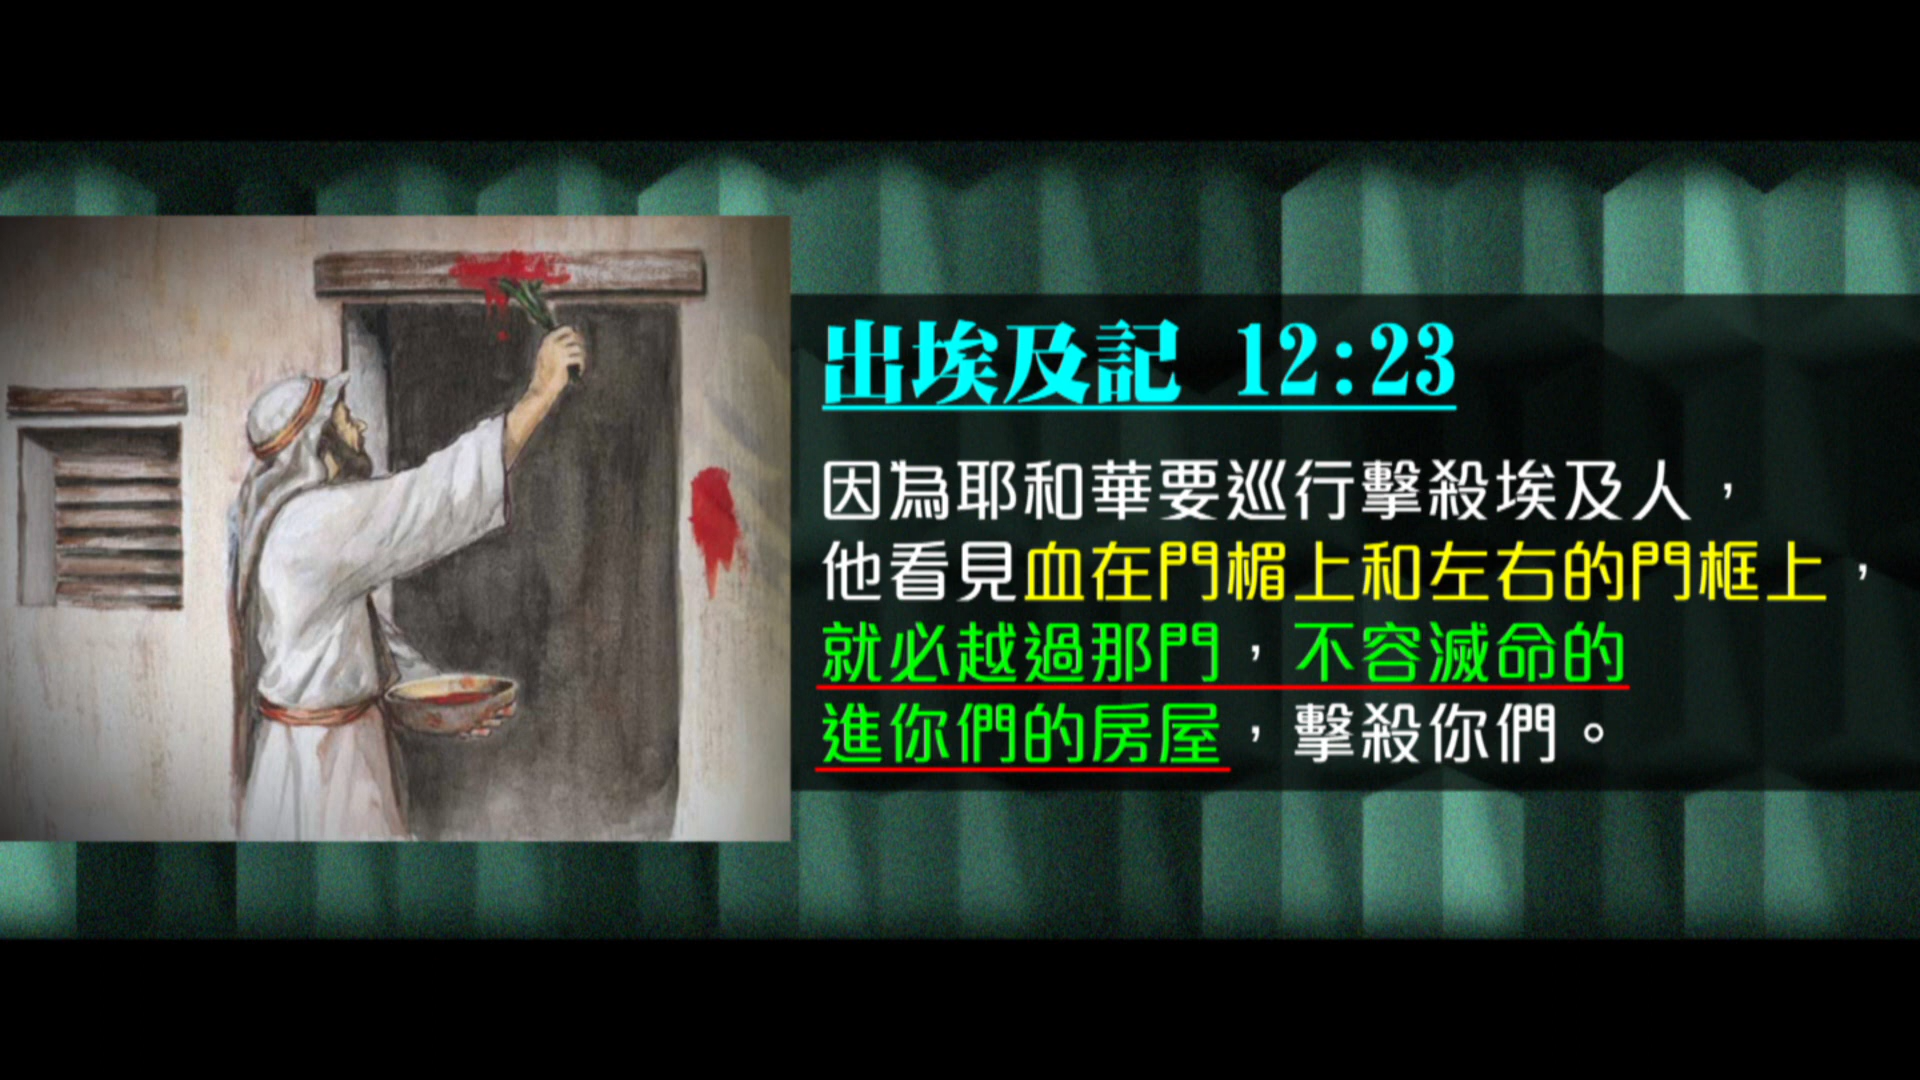 出埃及記 12:23
因為耶和華要巡行擊殺埃及人，
他看見血在門楣上和左右的門框上，
就必越過那門，不容滅命的
進你們的房屋，擊殺你們。